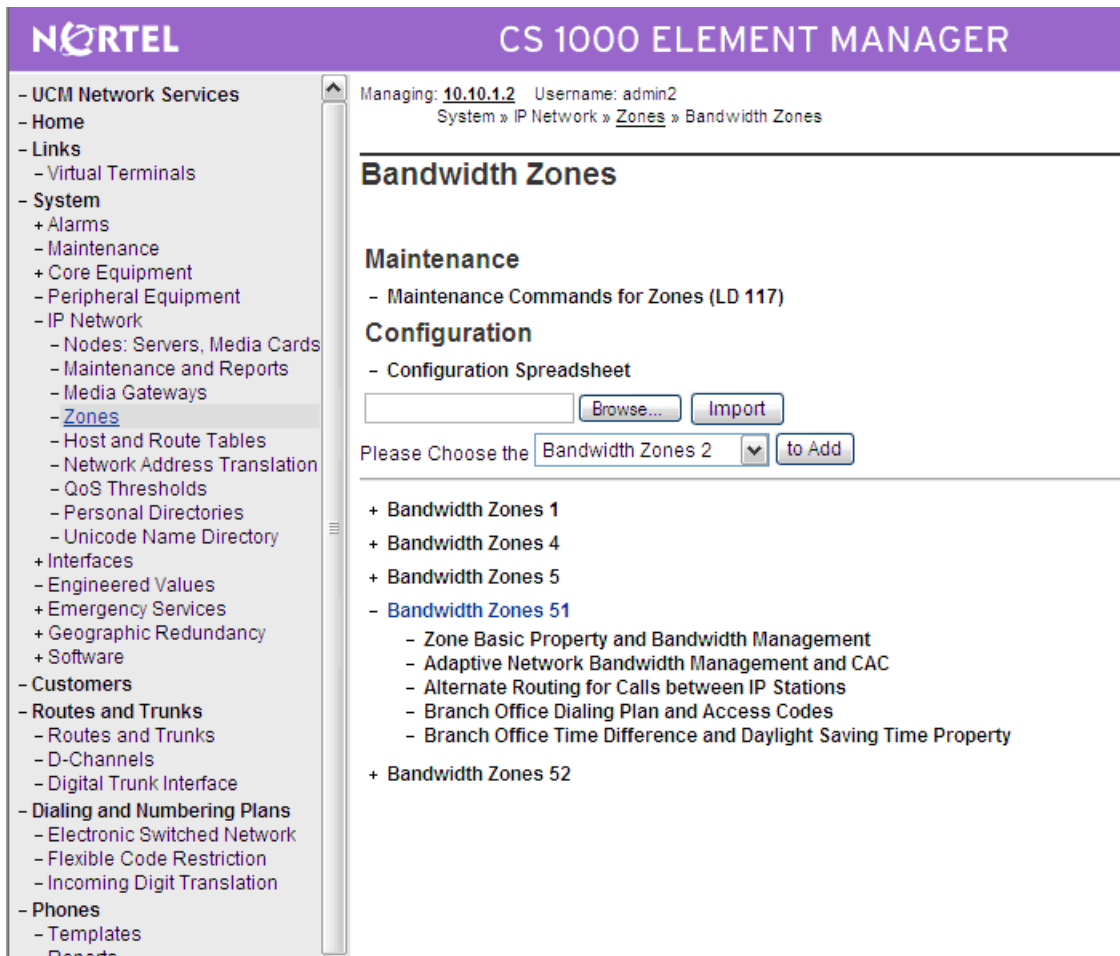 NORTEL
CS 1000 ELEMENT MANAGER
– UCM Network Services
– Home
– Links
– Virtual Terminals
– System
+ Alarms
– Maintenance
+ Core Equipment
– Peripheral Equipment
– IP Network
– Nodes: Servers, Media Cards
– Maintenance and Reports
– Media Gateways
– Zones
– Host and Route Tables
– Network Address Translation
– QoS Thresholds
– Personal Directories
– Unicode Name Directory
+ Interfaces
– Engineered Values
+ Emergency Services
+ Geographic Redundancy
+ Software
– Customers
– Routes and Trunks
– Routes and Trunks
– D-Channels
– Digital Trunk Interface
– Dialing and Numbering Plans
– Electronic Switched Network
– Flexible Code Restriction
– Incoming Digit Translation
– Phones
– Templates
– Reports
Managing: 10.10.1.2 Username: admin2
System » IP Network » Zones » Bandwidth Zones
Bandwidth Zones
Maintenance
– Maintenance Commands for Zones (LD 117)
Configuration
– Configuration Spreadsheet
Browse... Import
Please Choose the Bandwidth Zones 2 to Add
+ Bandwidth Zones 1
+ Bandwidth Zones 4
+ Bandwidth Zones 5
– Bandwidth Zones 51
– Zone Basic Property and Bandwidth Management
– Adaptive Network Bandwidth Management and CAC
– Alternate Routing for Calls between IP Stations
– Branch Office Dialing Plan and Access Codes
– Branch Office Time Difference and Daylight Saving Time Property
+ Bandwidth Zones 52